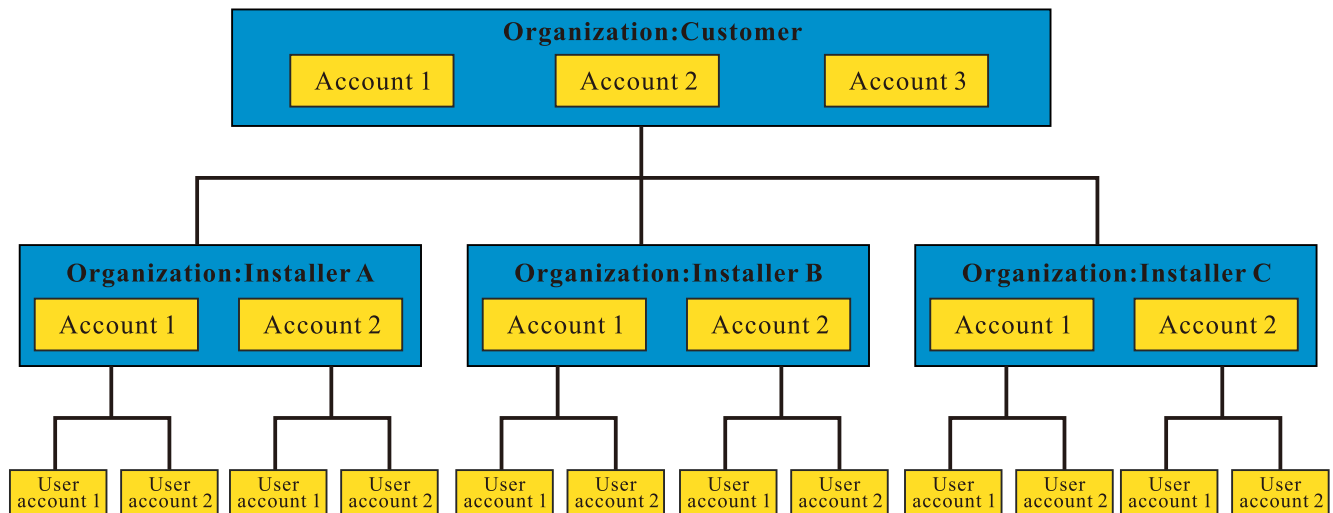 Organization:Customer
Account 1
Account 2
Account 3
Organization:Installer A
Organization:Installer B
Organization:Installer C
Account 1
Account 2
Account 1
Account 2
Account 1
Account 2
User
account 1
User
account 2
User
account 1
User
account 2
User
account 1
User
account 2
User
account 1
User
account 2
User
account 1
User
account 2
User
account 1
User
account 2